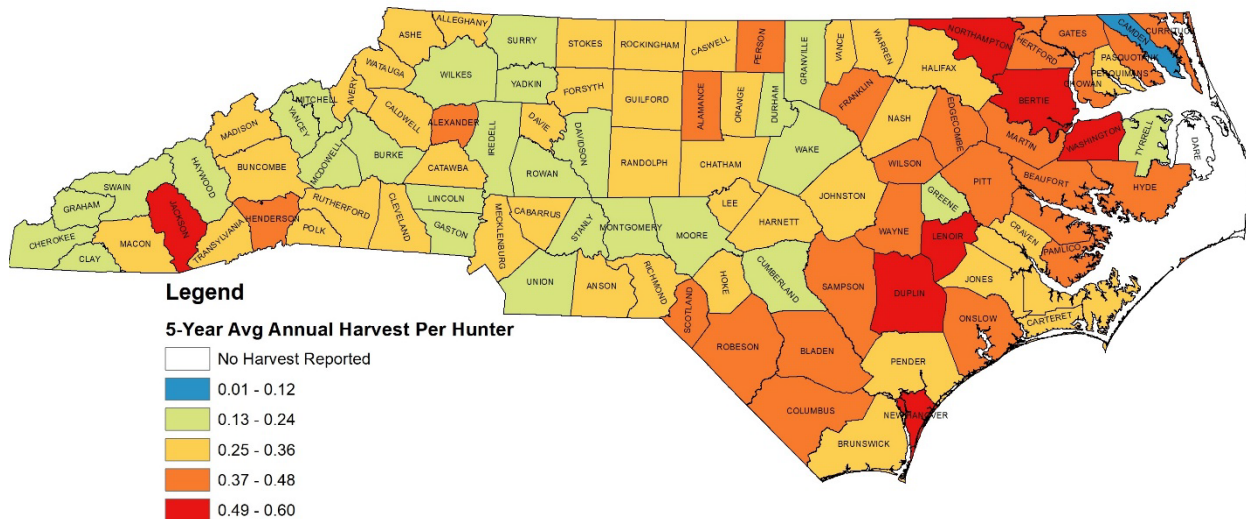 ALLEGHANY
ASHE
SURRY
STOKES
ROCKINGHAM
CASWELL
PERSON
GRANVILLE
VANCE
WARREN
NORTHAMPTON
HERTFORD
GATES
CAMDEN
CURRITUCK
PASQUOTANK
PERQUIMANS
CHOWAN
HALIFAX
BERTIE
WATAUGA
WILKES
YADKIN
FORSYTH
GUILFORD
ALAMANCE
ORANGE
DURHAM
FRANKLIN
NASH
EDGECOMBE
MARTIN
WASHINGTON
TYRRELL
DARE
MITCHELL
AVERY
YANCEY
CALDWELL
ALEXANDER
IREDELL
DAVIE
DAVIDSON
RANDOLPH
CHATHAM
WAKE
WILSON
PITT
BEAUFORT
HYDE
MADISON
BUNCOMBE
MCDOWELL
BURKE
CATAWBA
ROWAN
JOHNSTON
GREENE
HAYWOOD
SWAIN
GRAHAM
CHEROKEE
CLAY
MACON
JACKSON
TRANSYLVANIA
HENDERSON
POLK
RUTHERFORD
CLEVELAND
LINCOLN
GASTON
MECKLENBURG
CABARRUS
STANLY
MONTGOMERY
MOORE
LEE
HARNETT
WAYNE
LENOIR
CRAVEN
PAMLICO
UNION
ANSON
RICHMOND
HOKE
CUMBERLAND
SAMPSON
DUPLIN
JONES
CARTERET
ONSLOW
SCOTLAND
ROBESON
BLADEN
PENDER
COLUMBUS
NEW HANOVER
BRUNSWICK
Legend
5-Year Avg Annual Harvest Per Hunter
No Harvest Reported
0.01 - 0.12
0.13 - 0.24
0.25 - 0.36
0.37 - 0.48
0.49 - 0.60